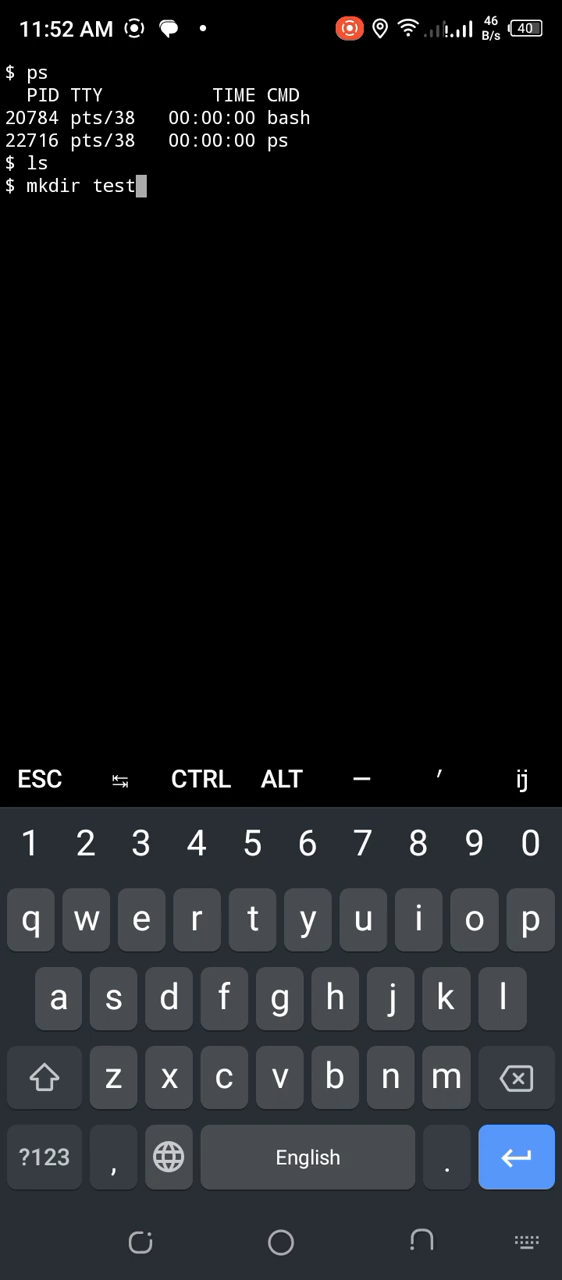 11:52 AM
46 B/s
40
$ ps
  PID TTY          TIME CMD
20784 pts/38   00:00:00 bash
22716 pts/38   00:00:00 ps
$ ls
$ mkdir test
ESC CTRL ALT — ′ ij
1 2 3 4 5 6 7 8 9 0
q w e r t y u i o p
a s d f g h j k l
z x c v b n m
?123 , English .